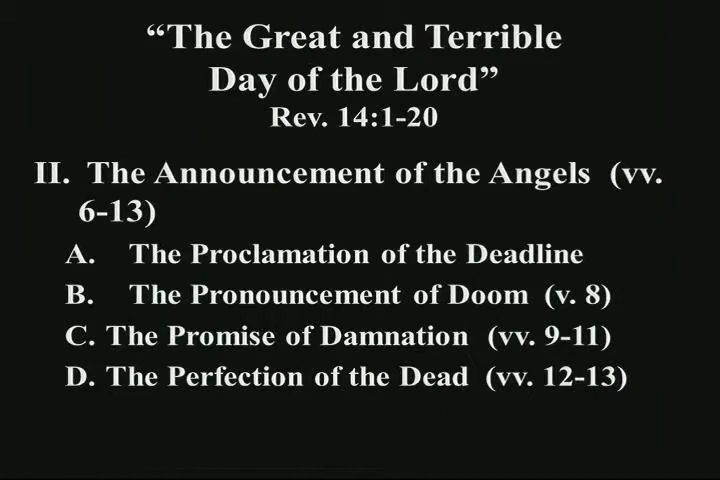 “The Great and Terrible
Day of the Lord”
Rev. 14:1-20
II. The Announcement of the Angels (vv.
6-13)
A. The Proclamation of the Deadline
B. The Pronouncement of Doom (v. 8)
C. The Promise of Damnation (vv. 9-11)
D. The Perfection of the Dead (vv. 12-13)